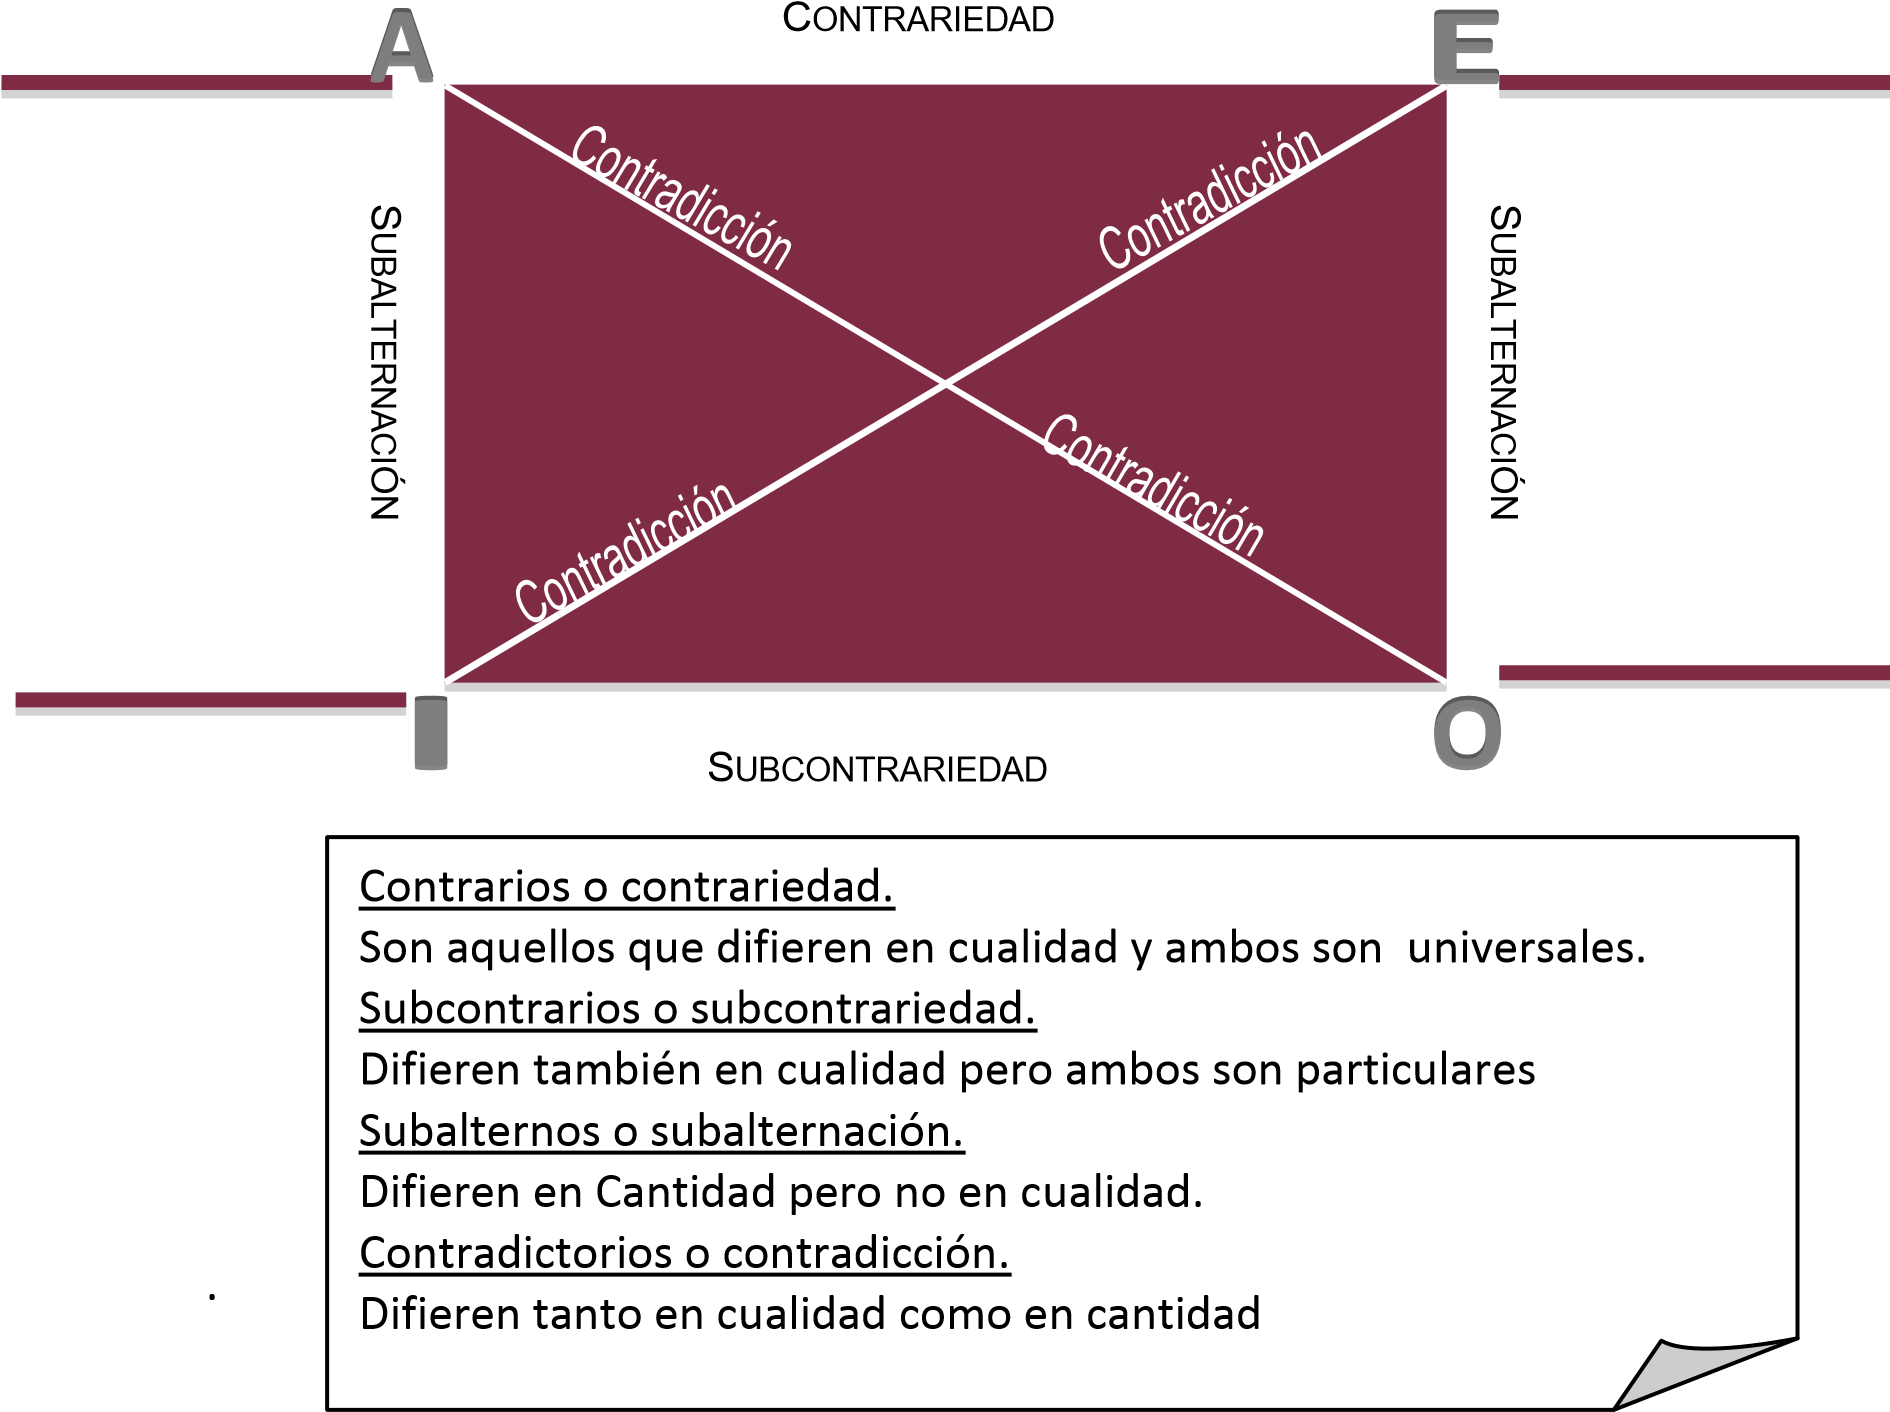 CONTRARIEDAD
A
E
Contradicción
Contradicción
SUBALTERNACIÓN
SUBALTERNACIÓN
Contradicción
Contradicción
I
O
SUBCONTRARIEDAD
Contrarios o contrariedad.
Son aquellos que difieren en cualidad y ambos son  universales.
Subcontrarios o subcontrariedad.
Difieren también en cualidad pero ambos son particulares
Subalternos o subalternación.
Difieren en Cantidad pero no en cualidad.
Contradictorios o contradicción.
.
Difieren tanto en cualidad como en cantidad